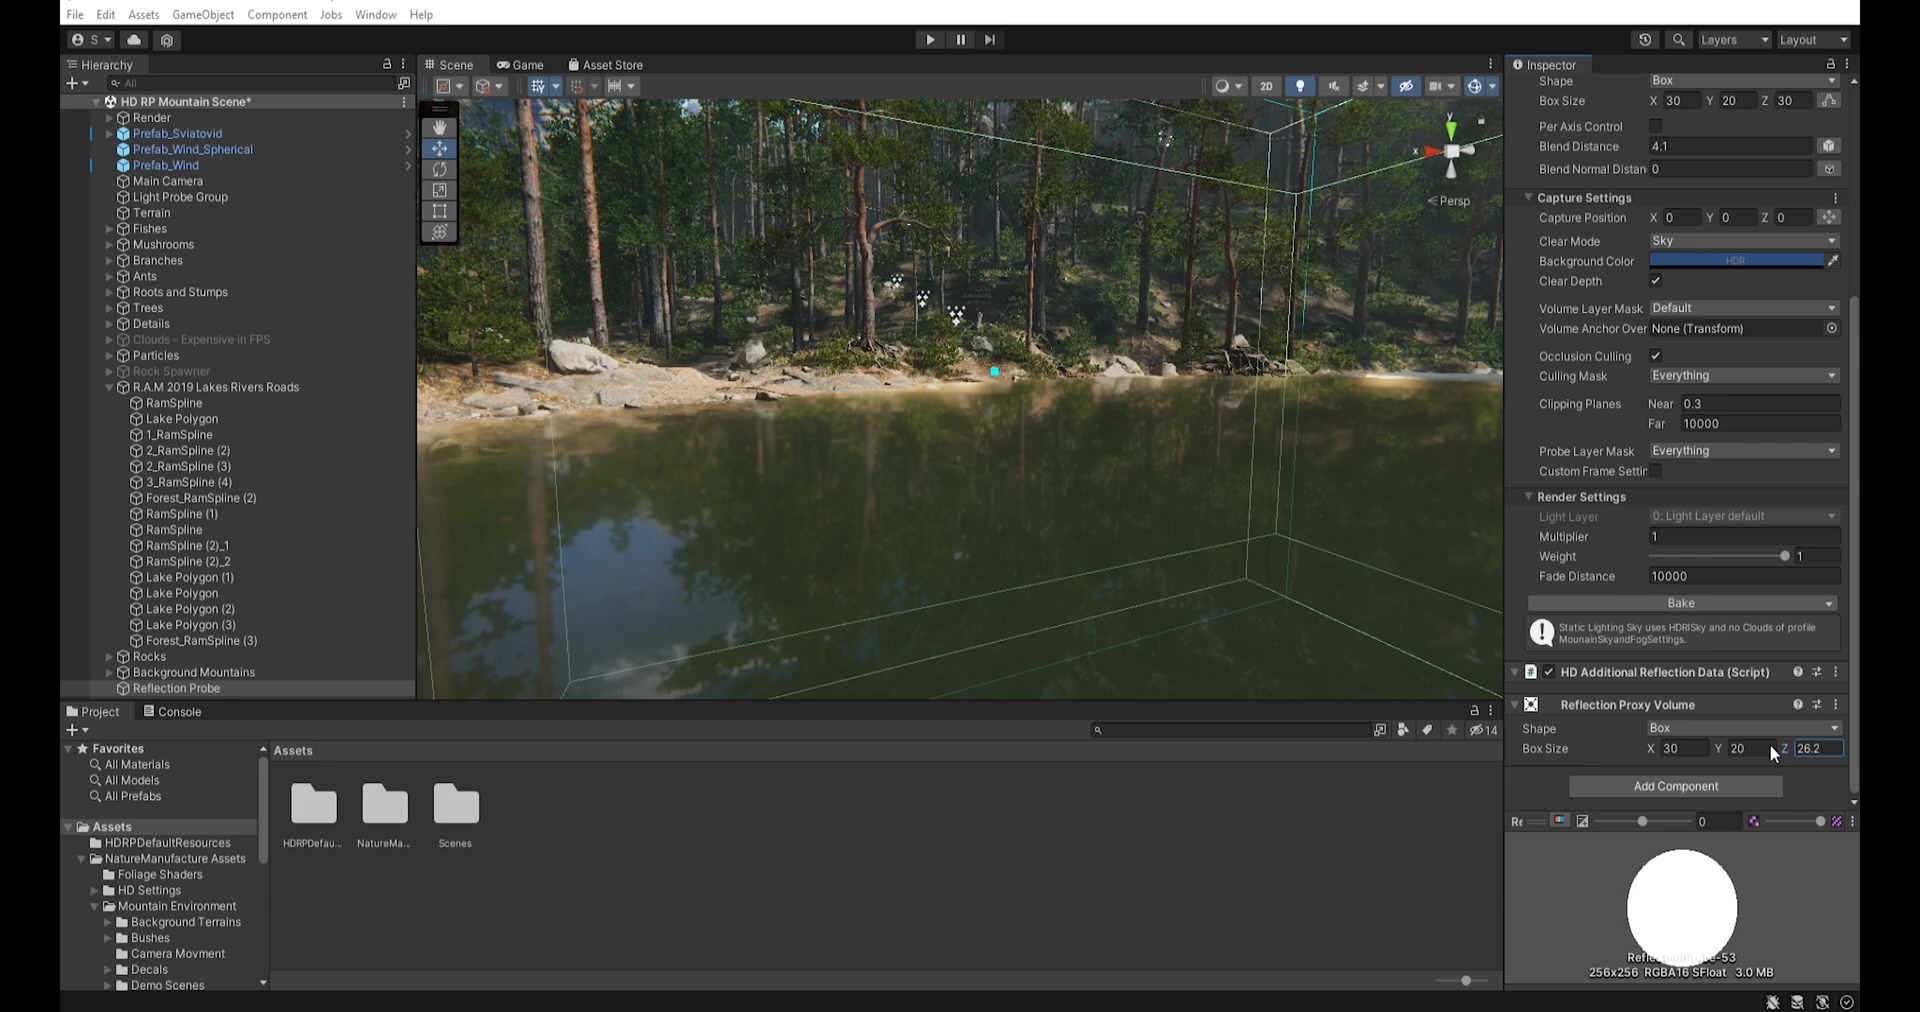 File Edit Assets GameObject Component Jobs Window Help
S Layers Layout
Hierarchy
All
HD RP Mountain Scene*
Render
Prefab_Sviatovid
Prefab_Wind_Spherical
Prefab_Wind
Main Camera
Light Probe Group
Terrain
Fishes
Mushrooms
Branches
Ants
Roots and Stumps
Trees
Details
Clouds - Expensive in FPS
Particles
Rock Spawner
R.A.M 2019 Lakes Rivers Roads
RamSpline
Lake Polygon
1_RamSpline
2_RamSpline (2)
2_RamSpline (3)
3_RamSpline (4)
Forest_RamSpline (2)
RamSpline (1)
RamSpline
RamSpline (2)_1
RamSpline (2)_2
Lake Polygon (1)
Lake Polygon
Lake Polygon (2)
Lake Polygon (3)
Forest_RamSpline (3)
Rocks
Background Mountains
Reflection Probe
Scene Game Asset Store
2D
y
x
Persp
Inspector
Shape Box
Box Size X 30 Y 20 Z 30
Per Axis Control
Blend Distance 4.1
Blend Normal Distan 0
Capture Settings
Capture Position X 0 Y 0 Z 0
Clear Mode Sky
Background Color HDR
Clear Depth
Volume Layer Mask Default
Volume Anchor Over None (Transform)
Occlusion Culling
Culling Mask Everything
Clipping Planes Near 0.3
Far 10000
Probe Layer Mask Everything
Custom Frame Settir
Render Settings
Light Layer 0: Light Layer default
Multiplier 1
Weight 1
Fade Distance 10000
Bake
Static Lighting Sky uses HDRISky and no Clouds of profile
MounainSkyandFogSettings.
HD Additional Reflection Data (Script)
Reflection Proxy Volume
Shape Box
Box Size X 30 Y 20 Z 26.2
Add Component
Re 0
256x256 RGBA16 SFloat 3.0 MB
Project Console
14
Favorites
All Materials
All Models
All Prefabs
Assets
HDRPDefaultResources
NatureManufacture Assets
Foliage Shaders
HD Settings
Mountain Environment
Background Terrains
Bushes
Camera Movment
Decals
Demo Scenes
Assets
HDRPDefau... NatureMa... Scenes